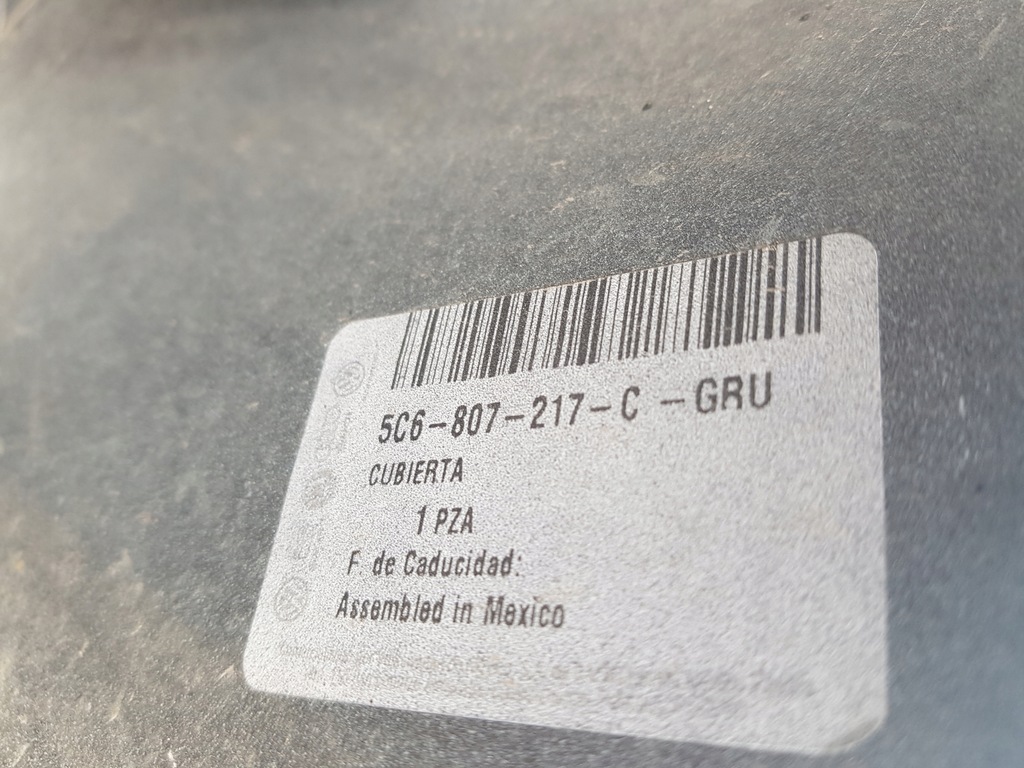 5C6-807-217-C -GRU
CUBIERTA
1 PZA
F. de Caducidad:
Assembled in Mexico